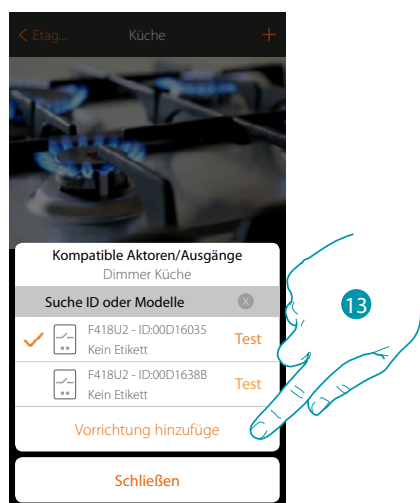 < Etag...
Küche
+
Kompatible Aktoren/Ausgänge
Dimmer Küche
Suche ID oder Modelle
X
F418U2 - ID:00D16035
Kein Etikett
Test
F418U2 - ID:00D1638B
Kein Etikett
Test
Vorrichtung hinzufüge
Schließen
13